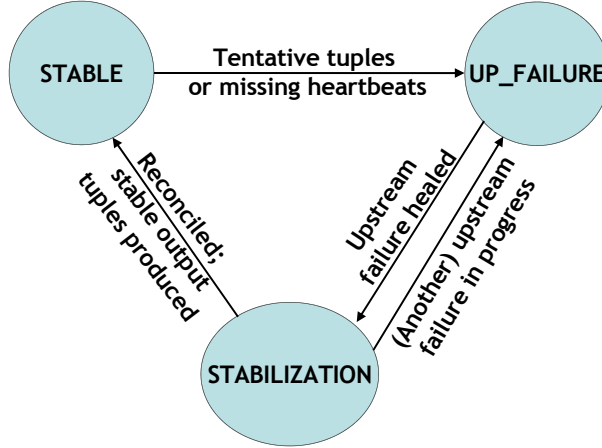 STABLE
Tentative tuples
or missing heartbeats
UP_FAILURE
Reconciled;
stable output
tuples produced
Upstream
failure healed
(Another) upstream
failure in progress
STABILIZATION